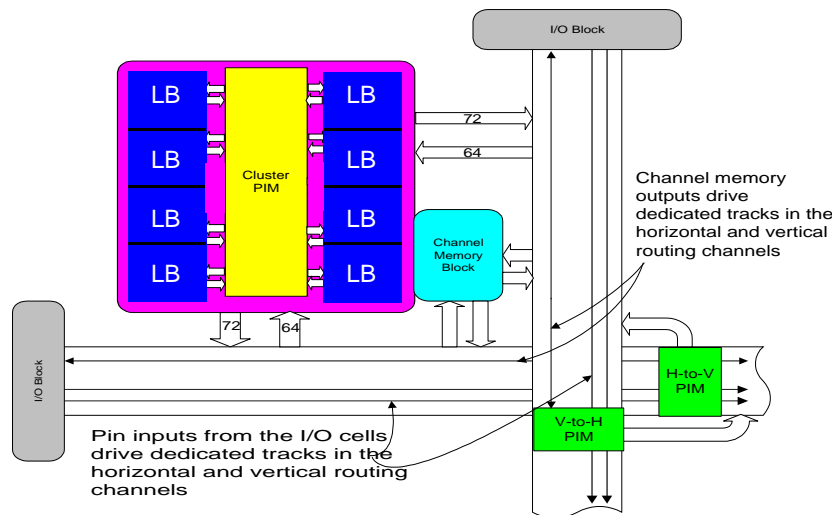 I/O Block
LB
LB
LB
LB
Cluster
PIM
LB
LB
LB
LB
72
64
Channel
Memory
Block
Channel memory
outputs drive
dedicated tracks in the
horizontal and vertical
routing channels
72
64
I/O Block
H-to-V
PIM
V-to-H
PIM
Pin inputs from the I/O cells
drive dedicated tracks in the
horizontal and vertical routing
channels